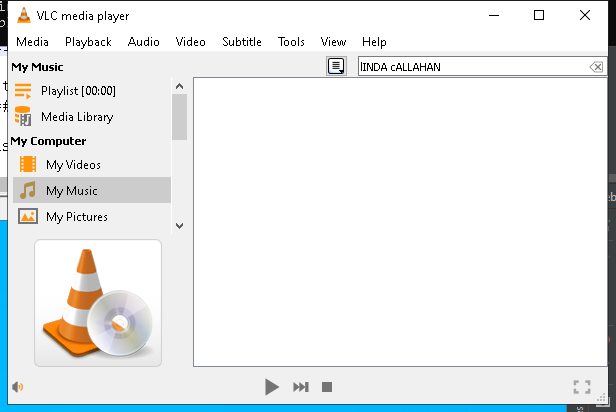 VLC media player
Media Playback Audio Video Subtitle Tools View Help
My Music
lINDA cALLAHAN
Playlist [00:00]
Media Library
My Computer
My Videos
My Music
My Pictures